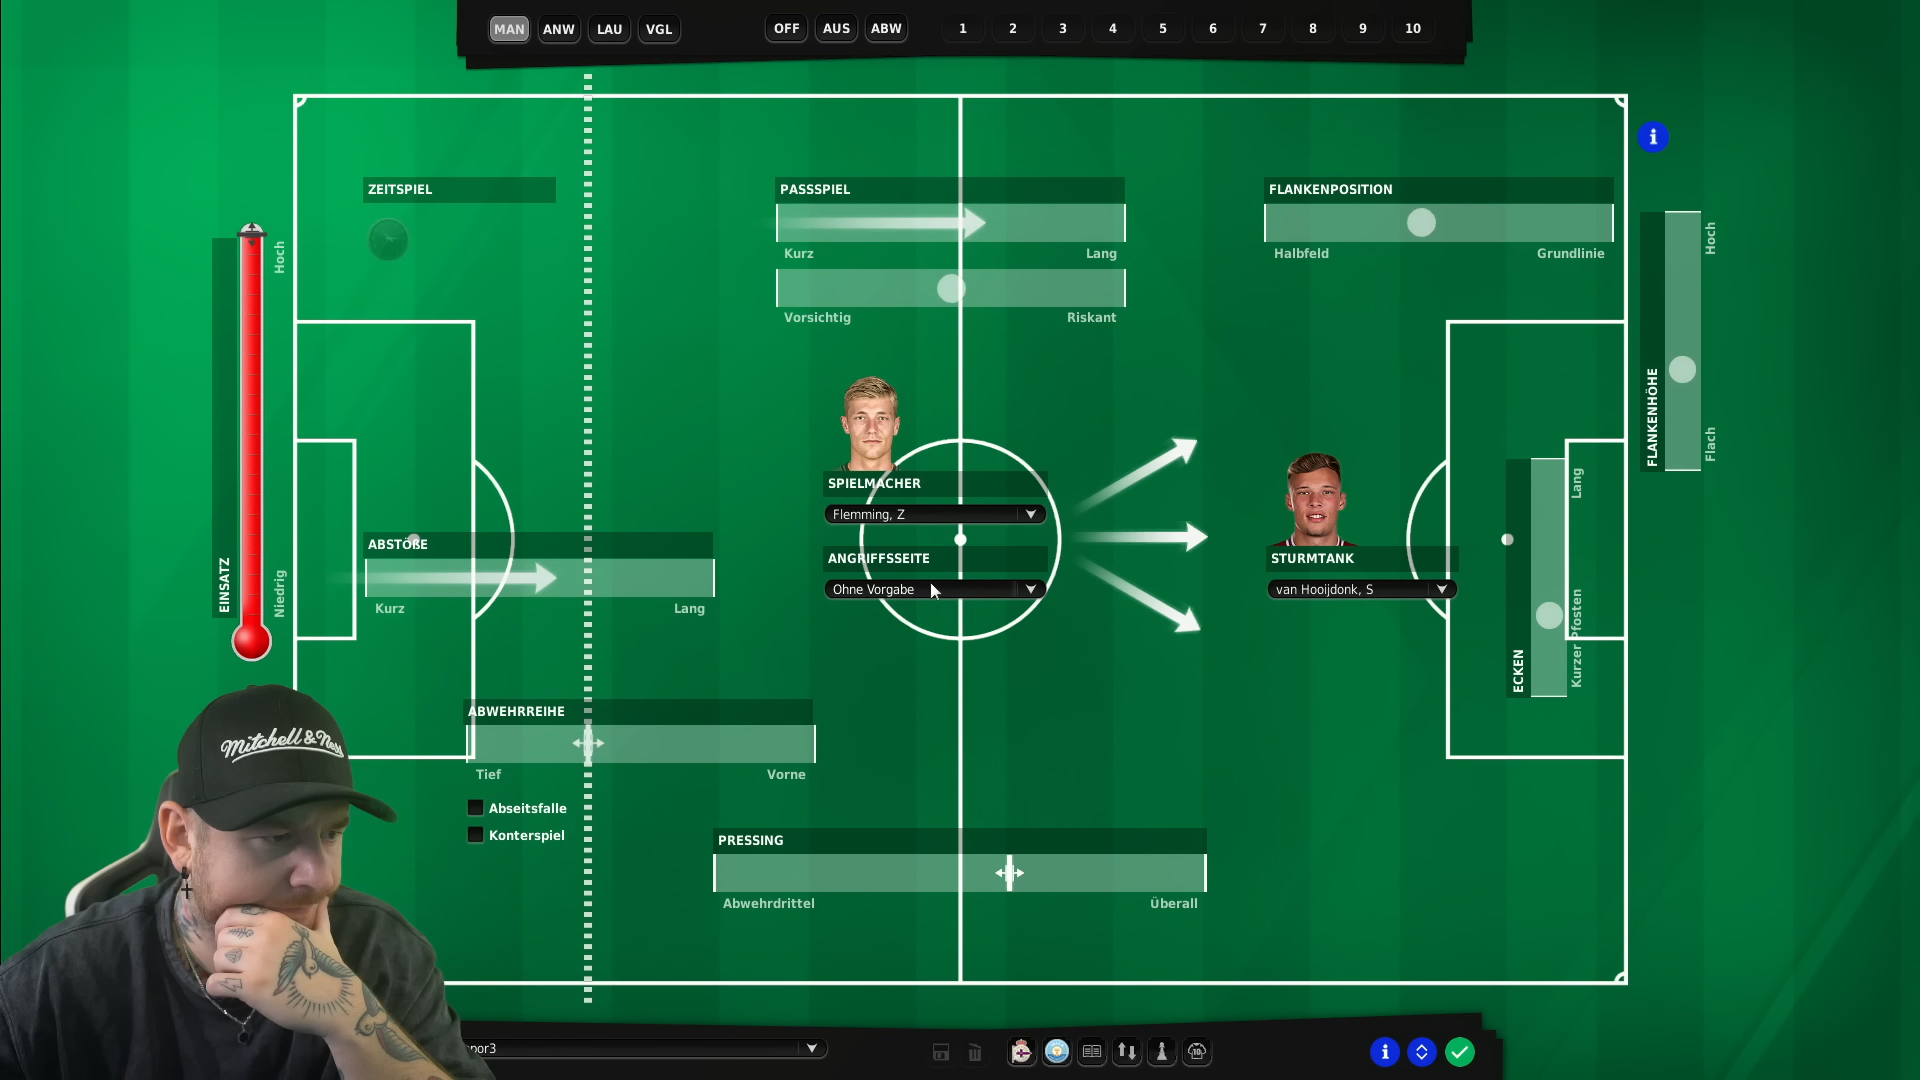 MAN ANW LAU VGL OFF AUS ABW 1 2 3 4 5 6 7 8 9 10
ZEITSPIEL
PASSSPIEL
Kurz Lang
Vorsichtig Riskant
FLANKENPOSITION
Halbfeld Grundlinie
EINSATZ
Hoch
Niedrig
FLANKENHÖHE
Hoch
Flach
SPIELMACHER
Flemming, Z
ANGRIFFSSEITE
Ohne Vorgabe
STURMTANK
van Hooijdonk, S
ABSTÖßE
Kurz Lang
ECKEN
Lang
Kurzer Pfosten
ABWEHRREIHE
Tief Vorne
Abseitsfalle
Konterspiel
PRESSING
Abwehrdrittel Überall
Mitchell & Ness
por3